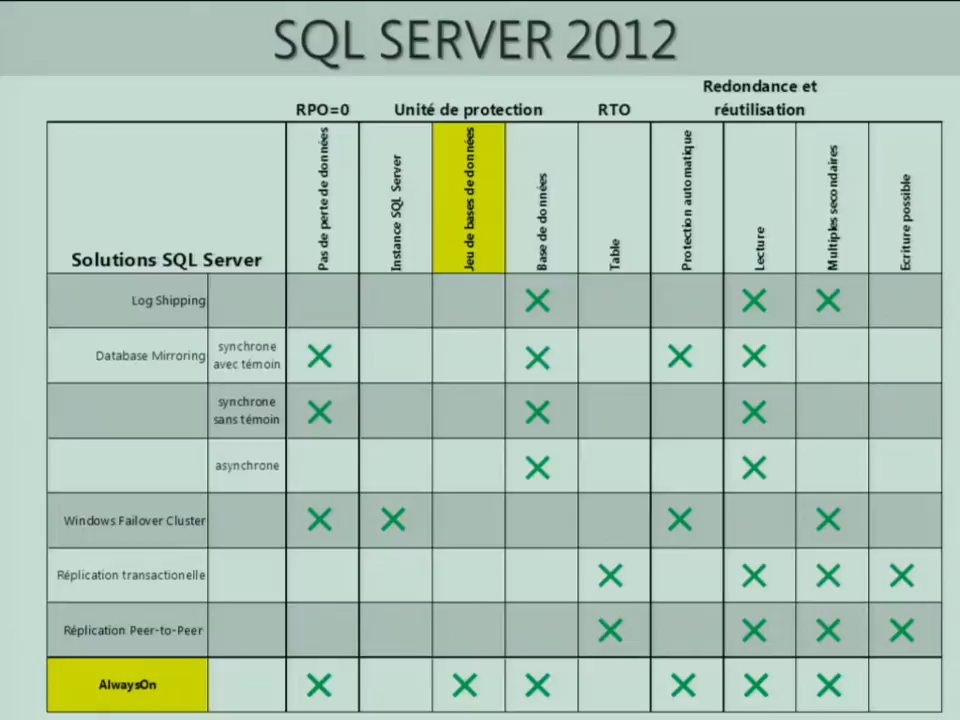 SQL SERVER 2012
Redondance et
RPO=0 Unité de protection RTO réutilisation
Solutions SQL Server
Pas de perte de données
Instance SQL Server
Jeu de bases de données
Base de données
Table
Protection automatique
Lecture
Multiples secondaires
Ecriture possible
Log Shipping
Database Mirroring
synchrone
avec témoin
synchrone
sans témoin
asynchrone
Windows Failover Cluster
Réplication transactionelle
Réplication Peer-to-Peer
AlwaysOn